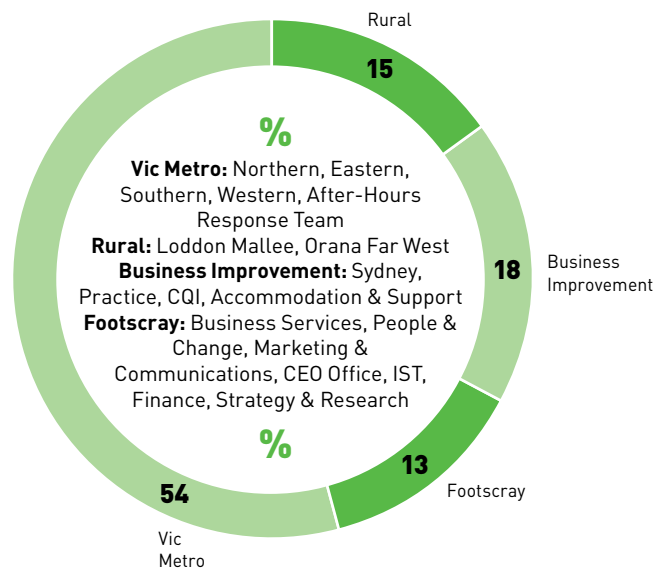 Rural
15
%
Vic Metro: Northern, Eastern,
Southern, Western, After-Hours
Response Team
Rural: Loddon Mallee, Orana Far West
Business Improvement: Sydney,
Practice, CQI, Accommodation & Support
Footscray: Business Services, People &
Change, Marketing &
Communications, CEO Office, IST,
Finance, Strategy & Research
%
18
Business
Improvement
13
Footscray
54
Vic
Metro